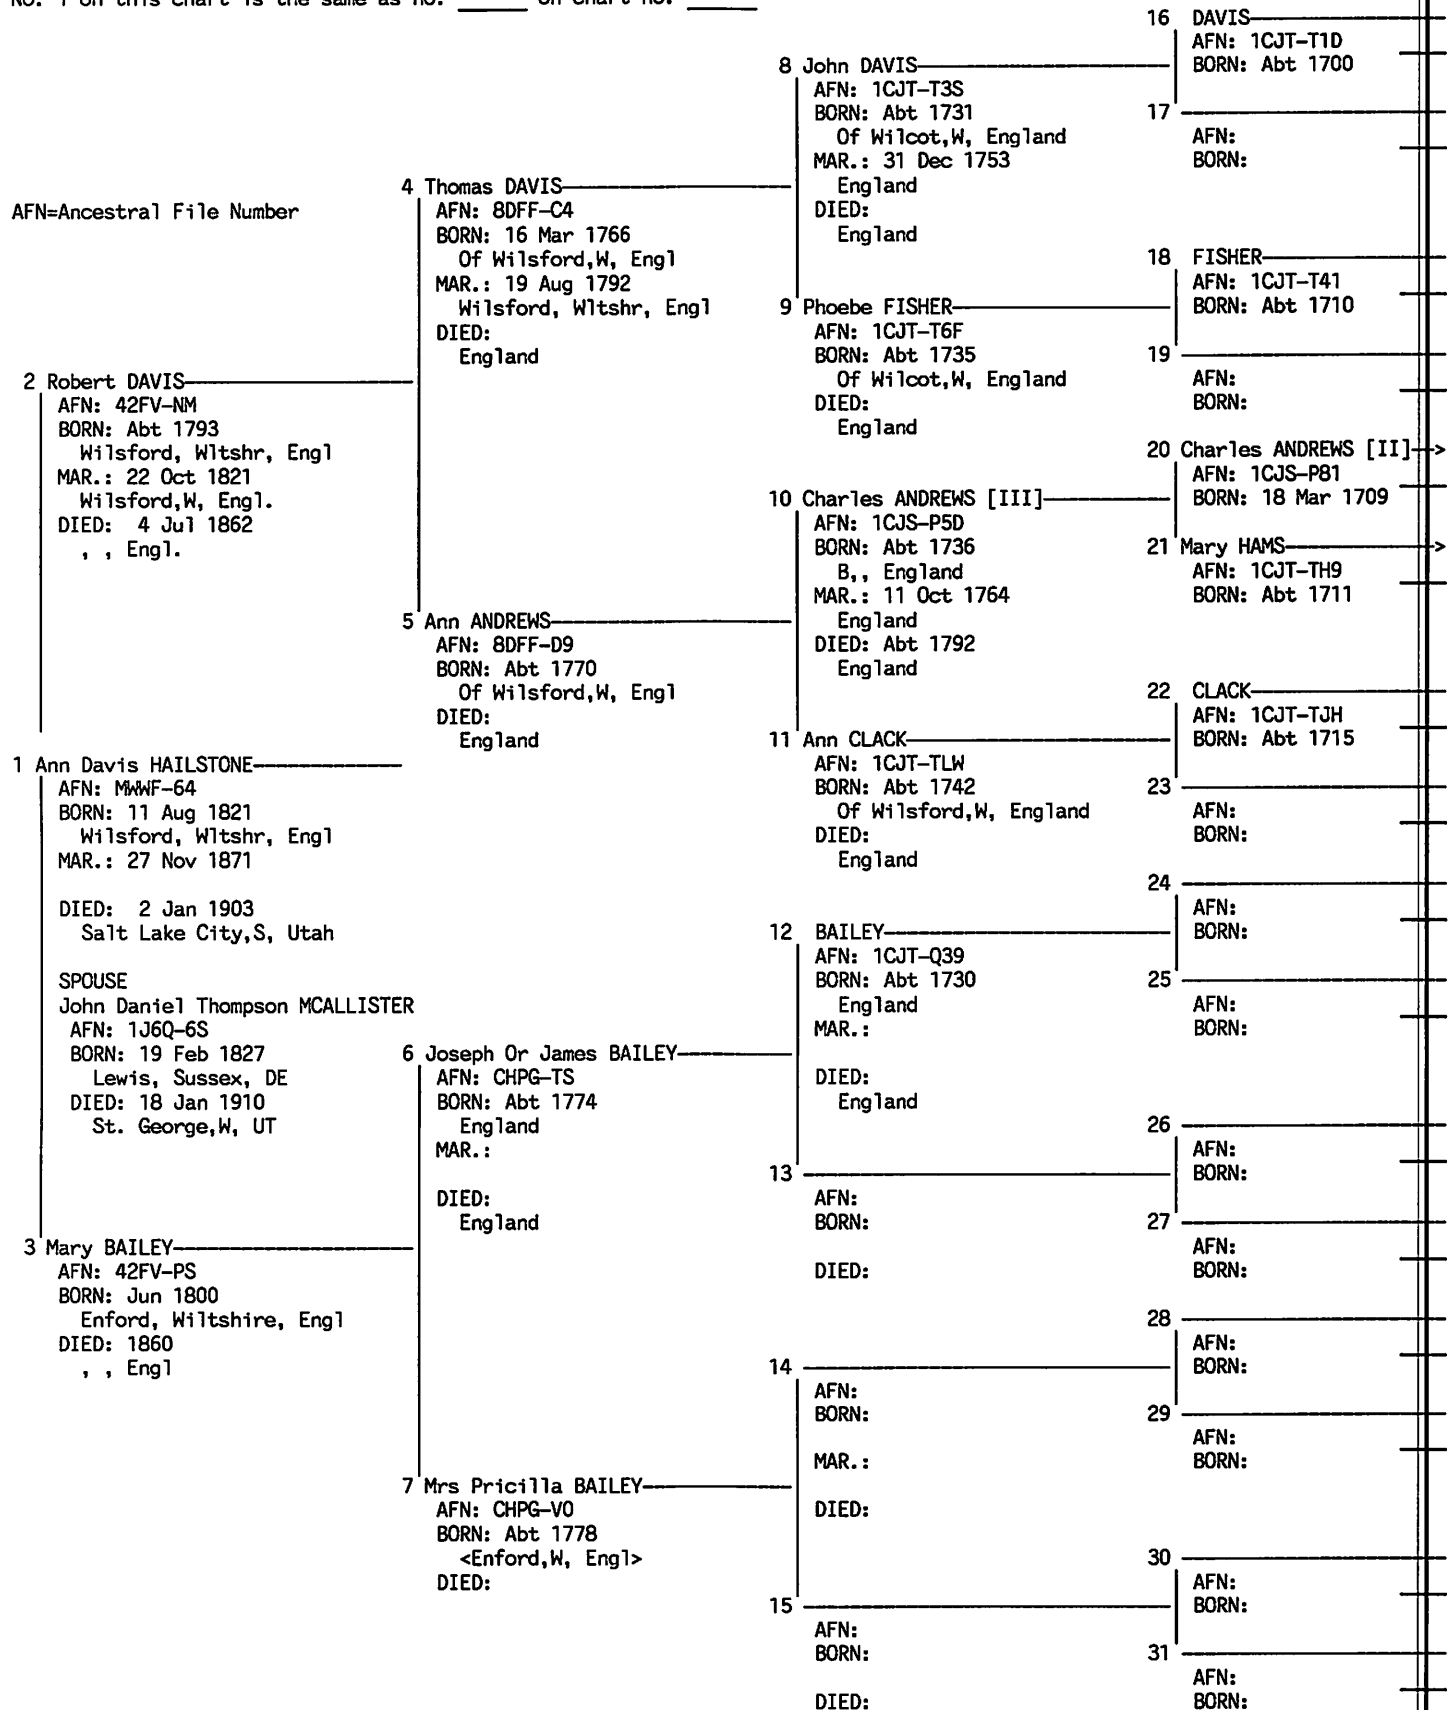 No. 1 on this chart is the same as no. _____ on chart no. _____
AFN=Ancestral File Number
1 Ann Davis HAILSTONE
AFN: MWWF-64
BORN: 11 Aug 1821
Wilsford, Wltshr, Engl
MAR.: 27 Nov 1871
DIED: 2 Jan 1903
Salt Lake City,S, Utah
SPOUSE
John Daniel Thompson MCALLISTER
AFN: 1J6Q-6S
BORN: 19 Feb 1827
Lewis, Sussex, DE
DIED: 18 Jan 1910
St. George,W, UT
2 Robert DAVIS
AFN: 42FV-NM
BORN: Abt 1793
Wilsford, Wltshr, Engl
MAR.: 22 Oct 1821
Wilsford,W, Engl.
DIED: 4 Jul 1862
, , Engl.
3 Mary BAILEY
AFN: 42FV-PS
BORN: Jun 1800
Enford, Wiltshire, Engl
DIED: 1860
, , Engl
4 Thomas DAVIS
AFN: 8DFF-C4
BORN: 16 Mar 1766
Of Wilsford,W, Engl
MAR.: 19 Aug 1792
Wilsford, Wltshr, Engl
DIED:
England
5 Ann ANDREWS
AFN: 8DFF-D9
BORN: Abt 1770
Of Wilsford,W, Engl
DIED:
England
6 Joseph Or James BAILEY
AFN: CHPG-TS
BORN: Abt 1774
England
MAR.:
DIED:
England
7 Mrs Pricilla BAILEY
AFN: CHPG-V0
BORN: Abt 1778
<Enford,W, Engl>
DIED:
8 John DAVIS
AFN: 1CJT-T3S
BORN: Abt 1731
Of Wilcot,W, England
MAR.: 31 Dec 1753
England
DIED:
England
9 Phoebe FISHER
AFN: 1CJT-T6F
BORN: Abt 1735
Of Wilcot,W, England
DIED:
England
10 Charles ANDREWS [III]
AFN: 1CJS-P5D
BORN: Abt 1736
B,, England
MAR.: 11 Oct 1764
England
DIED: Abt 1792
England
11 Ann CLACK
AFN: 1CJT-TLW
BORN: Abt 1742
Of Wilsford,W, England
DIED:
England
12 BAILEY
AFN: 1CJT-Q39
BORN: Abt 1730
England
MAR.:
DIED:
England
13
AFN:
BORN:
DIED:
14
AFN:
BORN:
MAR.:
DIED:
15
AFN:
BORN:
DIED:
16 DAVIS
AFN: 1CJT-T1D
BORN: Abt 1700
17
AFN:
BORN:
18 FISHER
AFN: 1CJT-T41
BORN: Abt 1710
19
AFN:
BORN:
20 Charles ANDREWS [II] >
AFN: 1CJS-P81
BORN: 18 Mar 1709
21 Mary HAMS >
AFN: 1CJT-TH9
BORN: Abt 1711
22 CLACK
AFN: 1CJT-TJH
BORN: Abt 1715
23
AFN:
BORN:
24
AFN:
BORN:
25
AFN:
BORN:
26
AFN:
BORN:
27
AFN:
BORN:
28
AFN:
BORN:
29
AFN:
BORN:
30
AFN:
BORN:
31
AFN:
BORN: